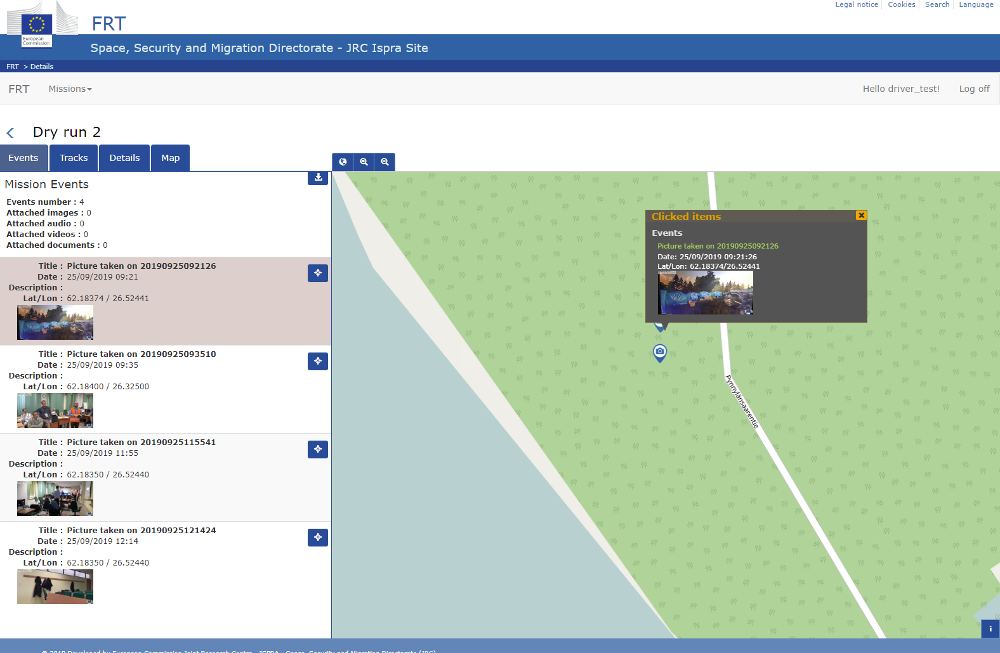 Legal notice Cookies Search Language
European
Commission
FRT
Space, Security and Migration Directorate - JRC Ispra Site
FRT > Details
FRT Missions Hello driver_test! Log off
Dry run 2
Events Tracks Details Map
Mission Events
Events number : 4
Attached images : 0
Attached audio : 0
Attached videos : 0
Attached documents : 0
Title : Picture taken on 20190925092126
Date : 25/09/2019 09:21
Description :
Lat/Lon : 62.18374 / 26.52441
Title : Picture taken on 20190925093510
Date : 25/09/2019 09:35
Description :
Lat/Lon : 62.18400 / 26.32500
Title : Picture taken on 20190925115541
Date : 25/09/2019 11:55
Description :
Lat/Lon : 62.18350 / 26.52440
Title : Picture taken on 20190925121424
Date : 25/09/2019 12:14
Description :
Lat/Lon : 62.18350 / 26.52440
Clicked items
Events
Picture taken on 20190925092126
Date: 25/09/2019 09:21:26
Lat/Lon: 62.18374/26.52441
Pynnylänsaarentie
i
© 2019 Developed by European Commission Joint Research Centre - ISPRA - Space, Security and Migration Directorate (JRC)